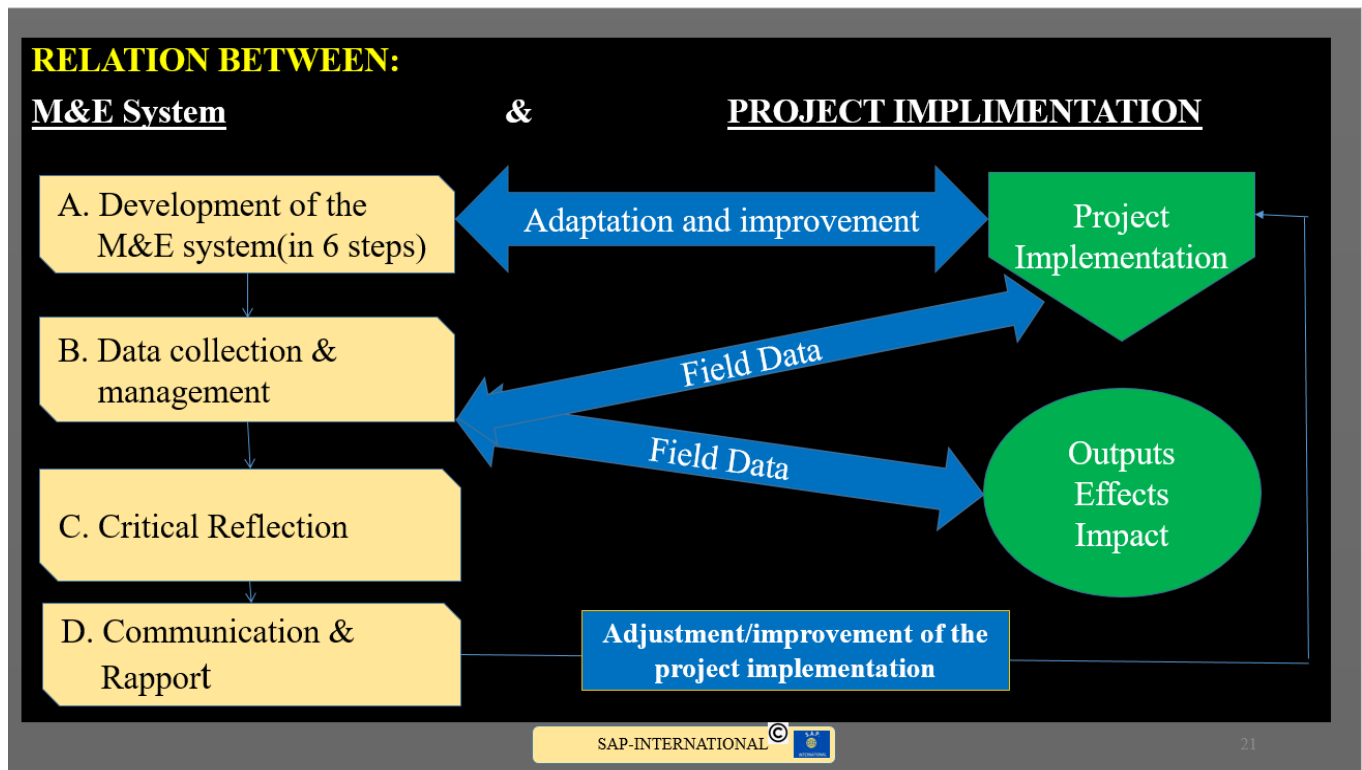 RELATION BETWEEN:
M&E System & PROJECT IMPLIMENTATION
A. Development of the
M&E system(in 6 steps)
Adaptation and improvement
Project
Implementation
B. Data collection &
management
Field Data
Field Data
Outputs
Effects
Impact
C. Critical Reflection
D. Communication &
Rapport
Adjustment/improvement of the
project implementation
SAP-INTERNATIONAL©
S.A.P
INTERNATIONAL
21